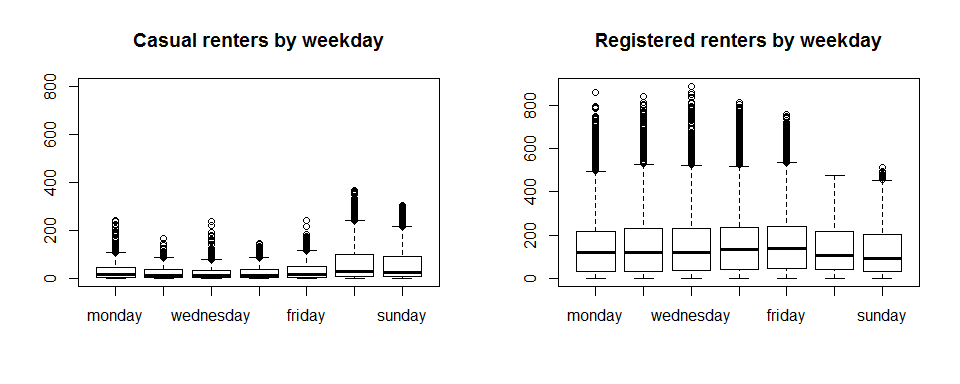 Casual renters by weekday
800
600
400
200
0
monday wednesday friday sunday
Registered renters by weekday
800
600
400
200
0
monday wednesday friday sunday